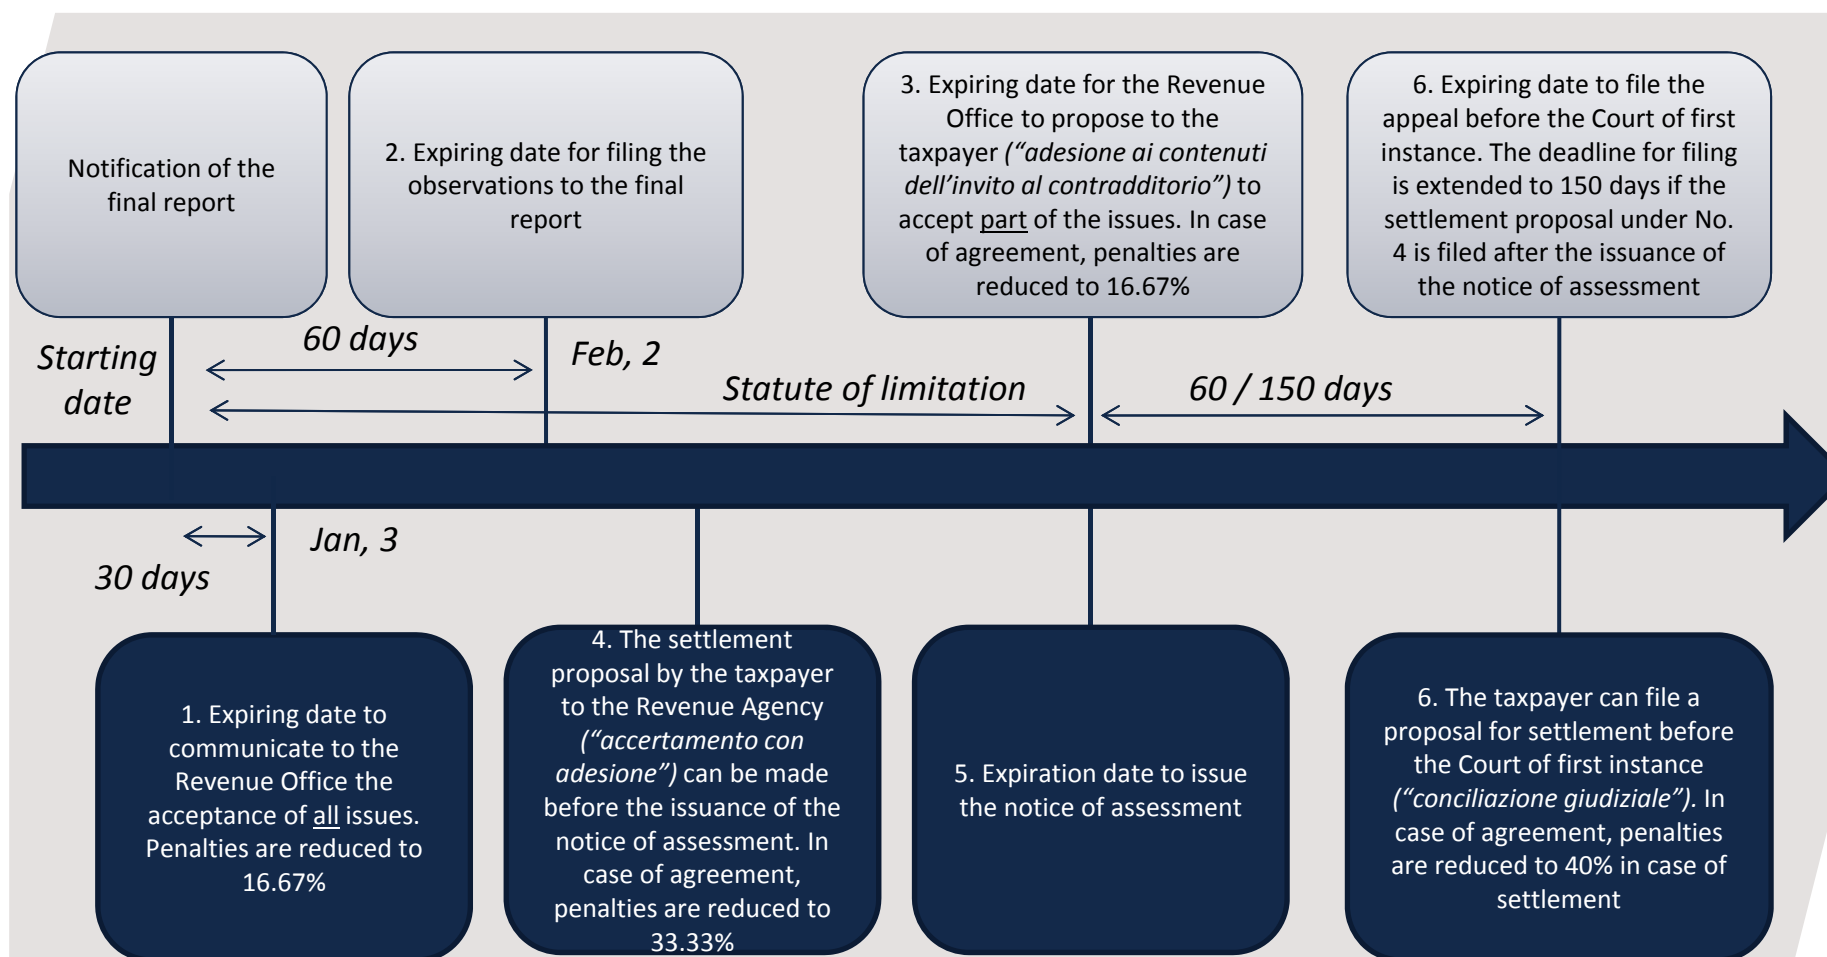 Notification of the
final report
2. Expiring date for filing the
observations to the final
report
3. Expiring date for the Revenue
Office to propose to the
taxpayer (“adesione ai contenuti
dell’invito al contradditorio”) to
accept part of the issues. In case
of agreement, penalties are
reduced to 16.67%
6. Expiring date to file the
appeal before the Court of first
instance. The deadline for filing
is extended to 150 days if the
settlement proposal under No.
4 is filed after the issuance of
the notice of assessment
Starting
date
60 days
Feb, 2
Statute of limitation
60 / 150 days
30 days
Jan, 3
1. Expiring date to
communicate to the
Revenue Office the
acceptance of all issues.
Penalties are reduced to
16.67%
4. The settlement
proposal by the taxpayer
to the Revenue Agency
(“accertamento con
adesione”) can be made
before the issuance of the
notice of assessment. In
case of agreement,
penalties are reduced to
33.33%
5. Expiration date to issue
the notice of assessment
6. The taxpayer can file a
proposal for settlement before
the Court of first instance
(“conciliazione giudiziale”). In
case of agreement, penalties
are reduced to 40% in case of
settlement